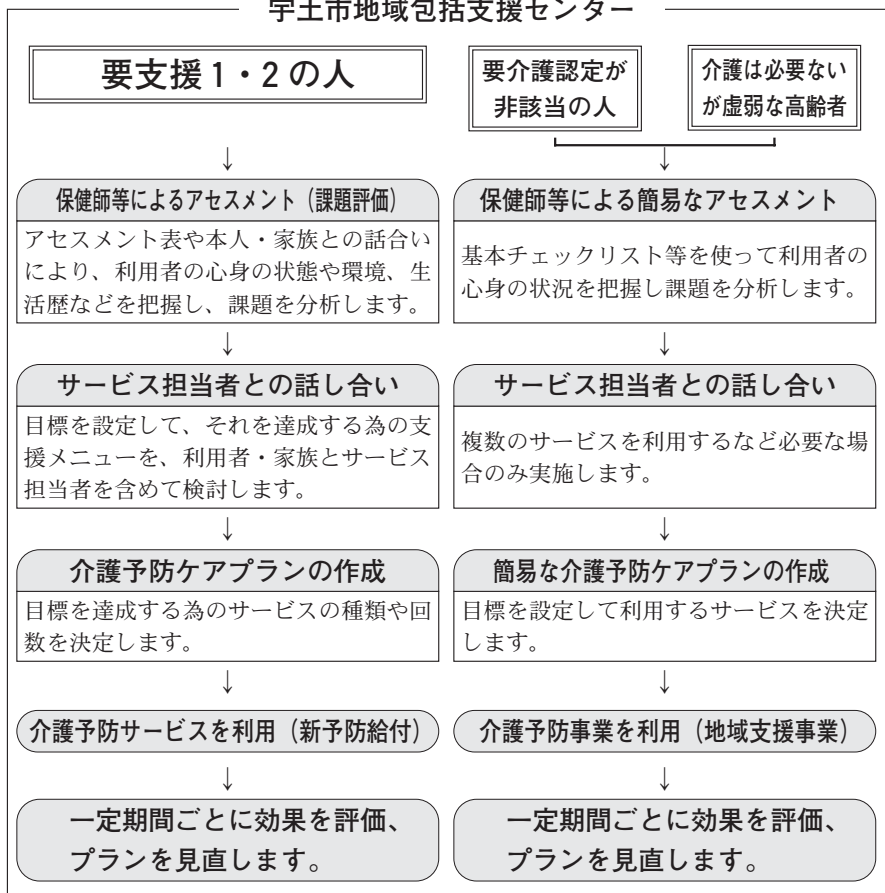 宇土市地域包括支援センター
要支援1・2の人
↓
保健師等によるアセスメント（課題評価）
アセスメント表や本人・家族との話合い
により、利用者の心身の状態や環境、生
活歴などを把握し、課題を分析します。
↓
サービス担当者との話し合い
目標を設定して、それを達成する為の支
援メニューを、利用者・家族とサービス
担当者を含めて検討します。
↓
介護予防ケアプランの作成
目標を達成する為のサービスの種類や回
数を決定します。
↓
介護予防サービスを利用（新予防給付）
↓
一定期間ごとに効果を評価、
プランを見直します。
要介護認定が
非該当の人
介護は必要ない
が虚弱な高齢者
↓
保健師等による簡易なアセスメント
基本チェックリスト等を使って利用者の
心身の状況を把握し課題を分析します。
↓
サービス担当者との話し合い
複数のサービスを利用するなど必要な場
合のみ実施します。
↓
簡易な介護予防ケアプランの作成
目標を設定して利用するサービスを決定
します。
↓
介護予防事業を利用（地域支援事業）
↓
一定期間ごとに効果を評価、
プランを見直します。